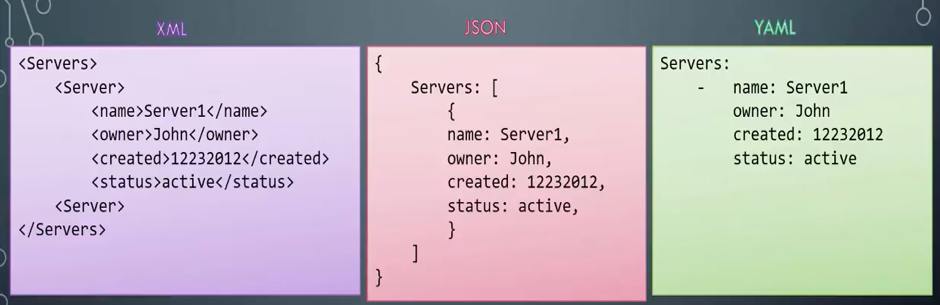 XML
<Servers>
<Server>
<name>Server1</name>
<owner>John</owner>
<created>12232012</created>
<status>active</status>
<Server>
</Servers>
JSON
{
Servers: [
{
name: Server1,
owner: John,
created: 12232012,
status: active,
}
]
}
YAML
Servers:
- name: Server1
owner: John
created: 12232012
status: active